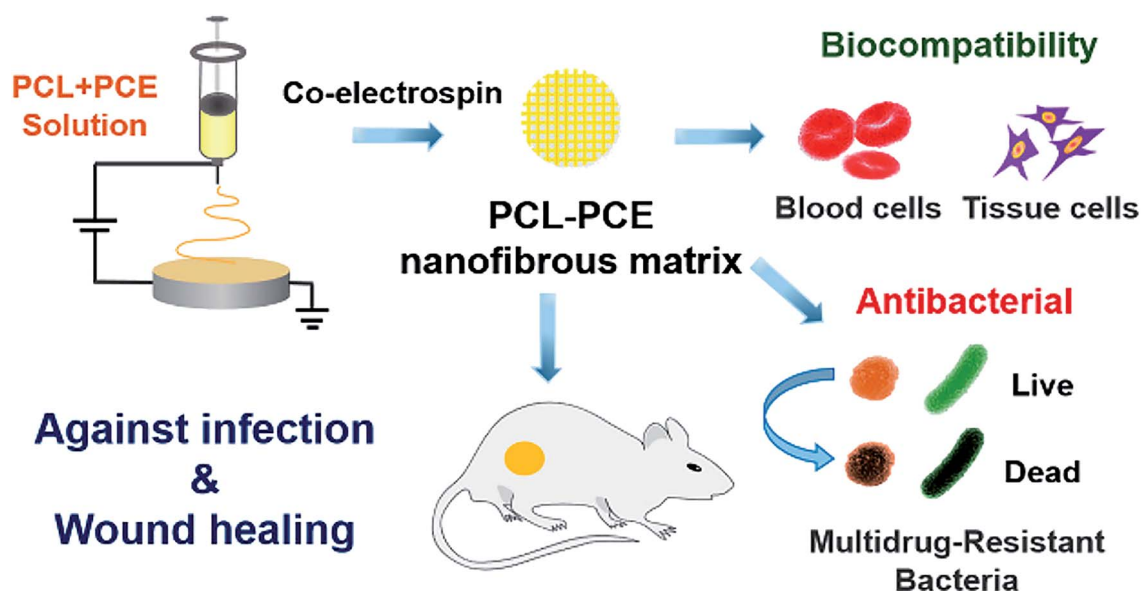 PCL+PCE
Solution
Co-electrospin
PCL-PCE
nanofibrous matrix
Biocompatibility
Blood cells
Tissue cells
Antibacterial
Live
Dead
Multidrug-Resistant
Bacteria
Against infection
&
Wound healing